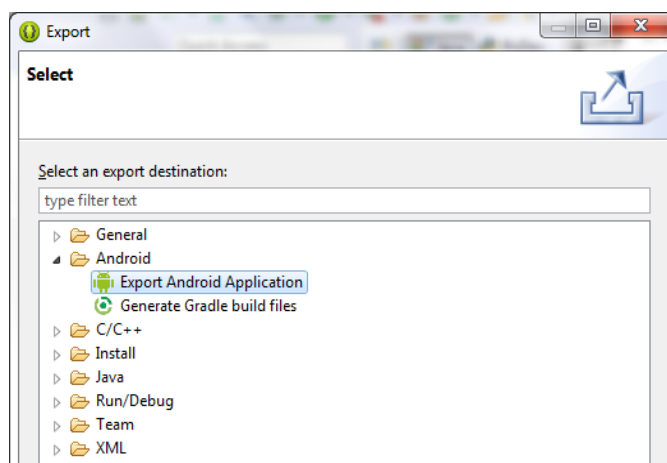 Export
Select
Select an export destination:
type filter text
General
Android
Export Android Application
Generate Gradle build files
C/C++
Install
Java
Run/Debug
Team
XML